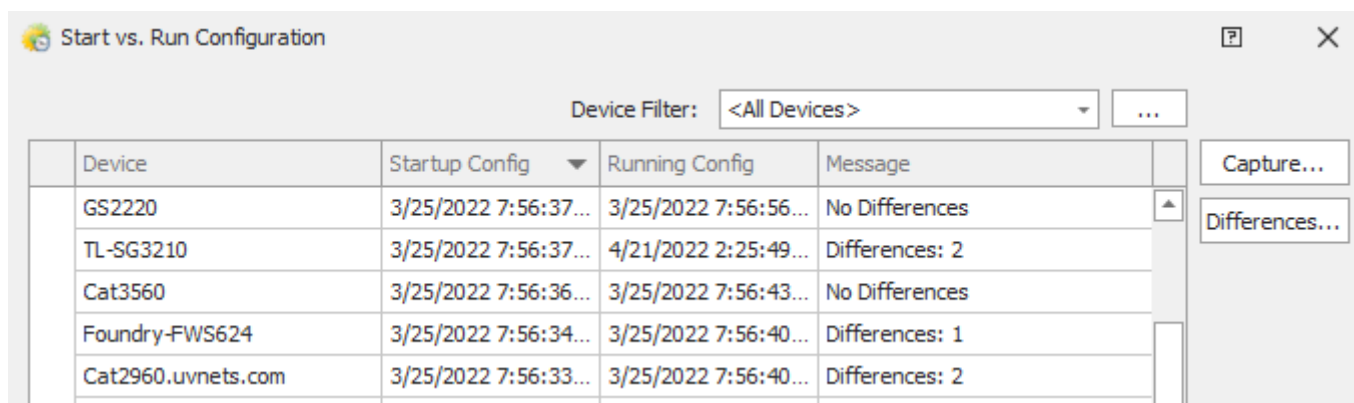 Start vs. Run Configuration
Device Filter: <All Devices> ...
Device Startup Config Running Config Message
Capture...
GS2220 3/25/2022 7:56:37... 3/25/2022 7:56:56... No Differences
Differences...
TL-SG3210 3/25/2022 7:56:37... 4/21/2022 2:25:49... Differences: 2
Cat3560 3/25/2022 7:56:36... 3/25/2022 7:56:43... No Differences
Foundry-FWS624 3/25/2022 7:56:34... 3/25/2022 7:56:40... Differences: 1
Cat2960.uvnets.com 3/25/2022 7:56:33... 3/25/2022 7:56:40... Differences: 2